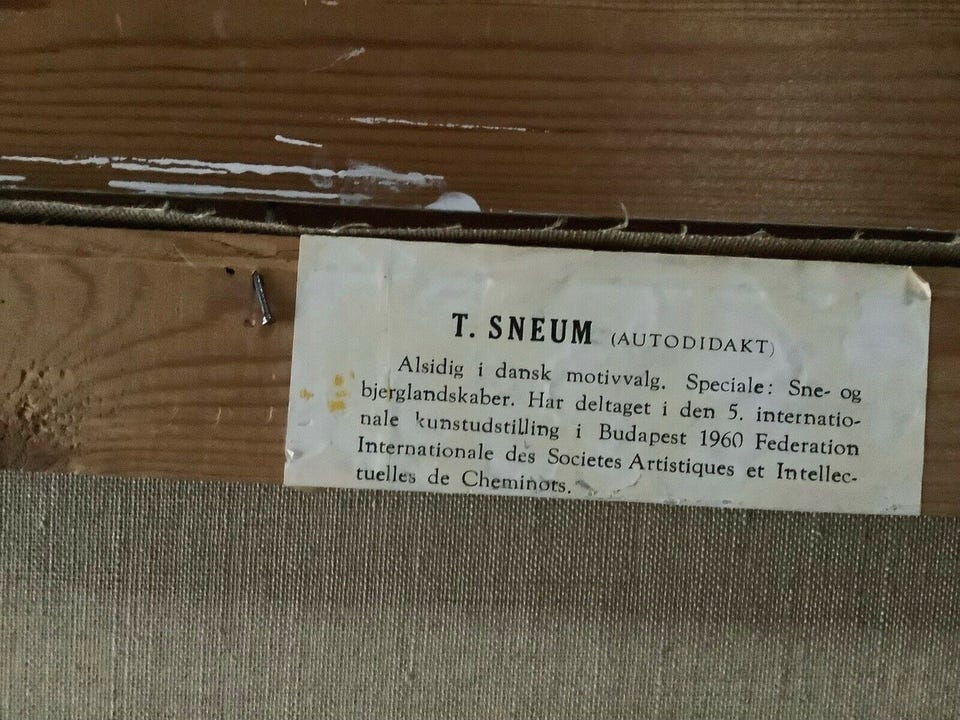 T. SNEUM (AUTODIDAKT)
Alsidig i dansk motivvalg. Speciale: Sne- og
bjerglandskaber. Har deltaget i den 5. internatio-
nale kunstudstilling i Budapest 1960 Federation
Internationale des Societes Artistiques et Intellec-
tuelles de Cheminots.